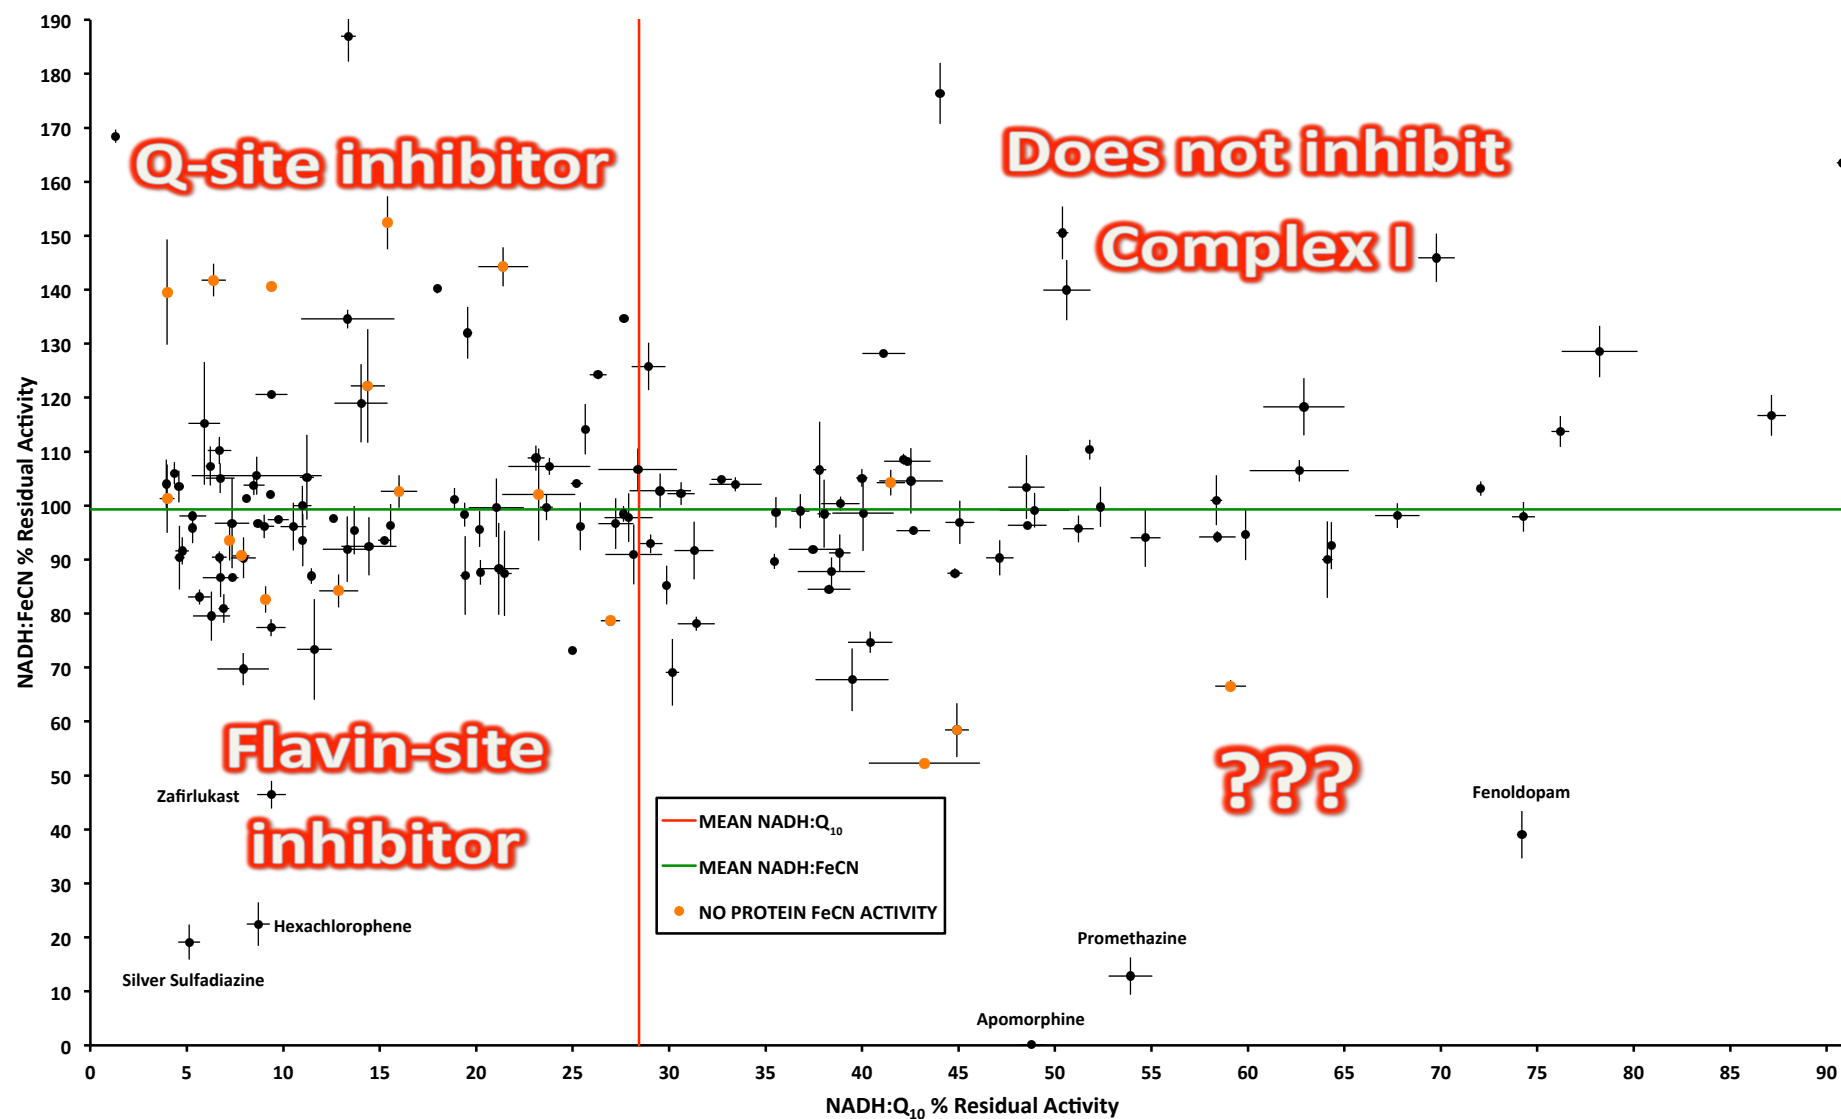 190
180
170
160
150
140
130
120
110
100
90
80
70
60
50
40
30
20
10
0
NADH:FeCN % Residual Activity
Q-site inhibitor
Does not inhibit
Complex I
Flavin-site
inhibitor
???
Zafirlukast
Hexachlorophene
Silver Sulfadiazine
Fenoldopam
Promethazine
Apomorphine
MEAN NADH:Q₁₀
MEAN NADH:FeCN
NO PROTEIN FeCN ACTIVITY
0 5 10 15 20 25 30 35 40 45 50 55 60 65 70 75 80 85 90
NADH:Q₁₀ % Residual Activity